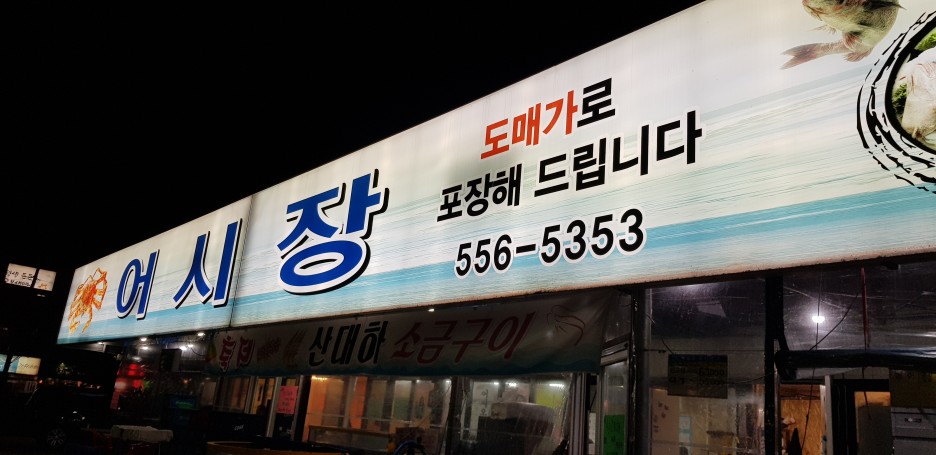 어시장
도매가로
포장해 드립니다
556-5353
산대하 소금구이